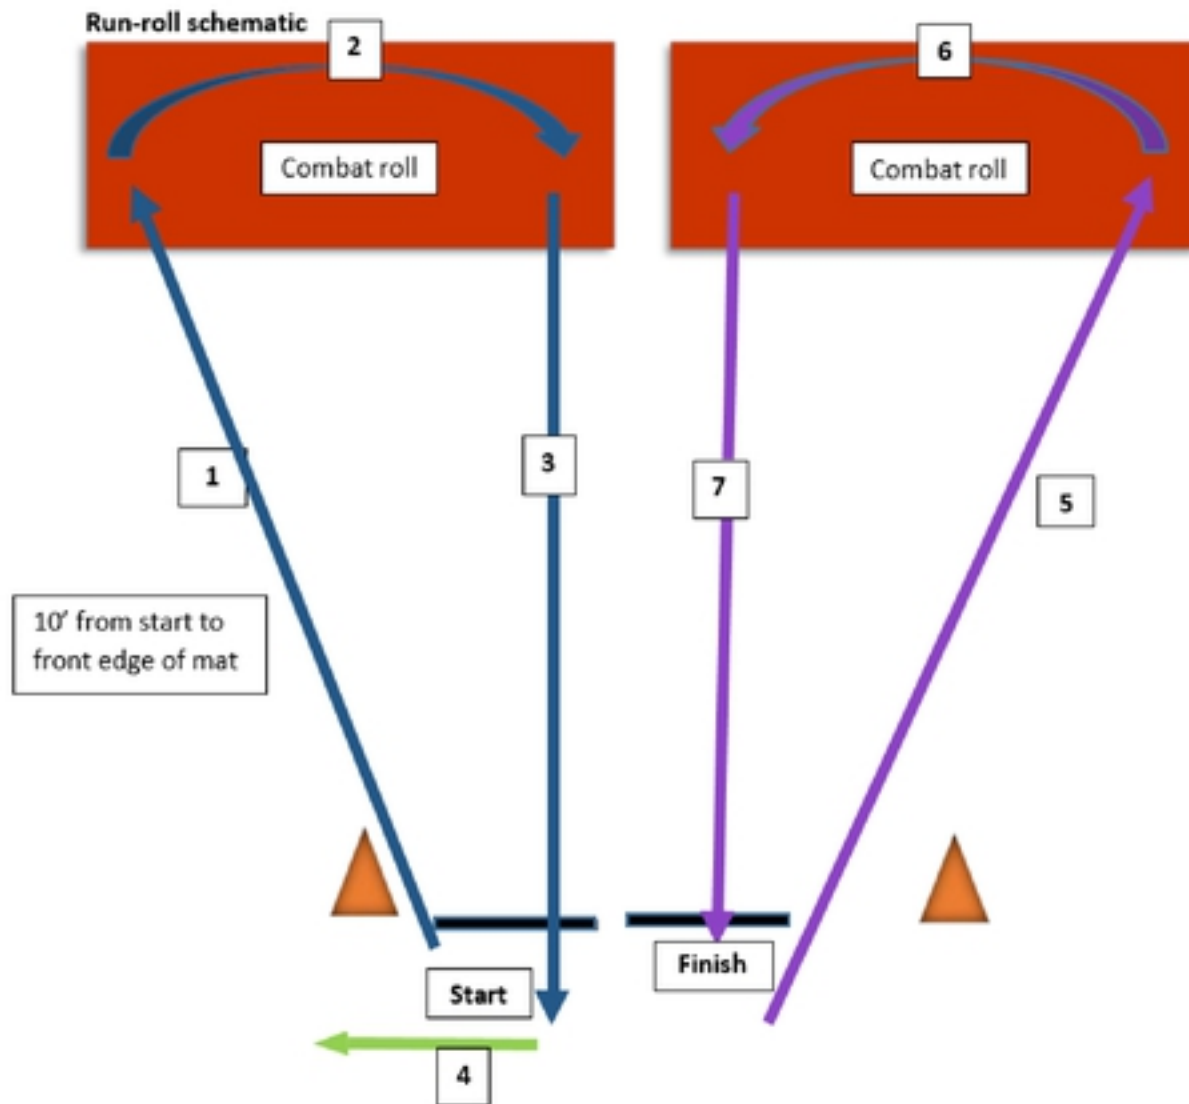 Run-roll schematic
2
6
Combat roll
Combat roll
1
3
7
5
10' from start to
front edge of mat
Finish
Start
4